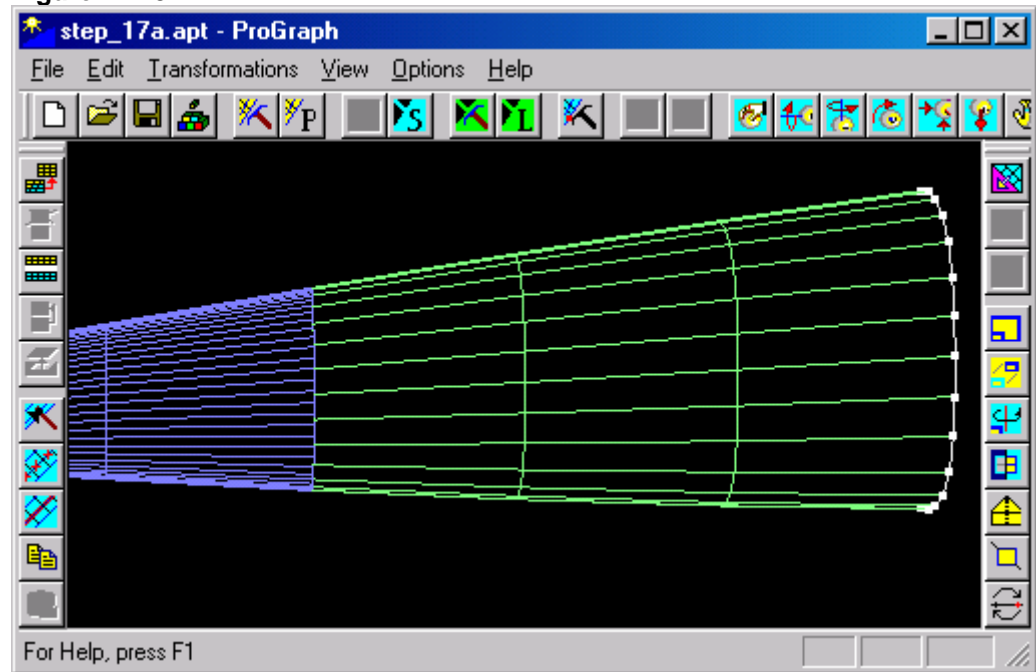 step_17a.apt - ProGraph
File Edit Transformations View Options Help
P S L
For Help, press F1